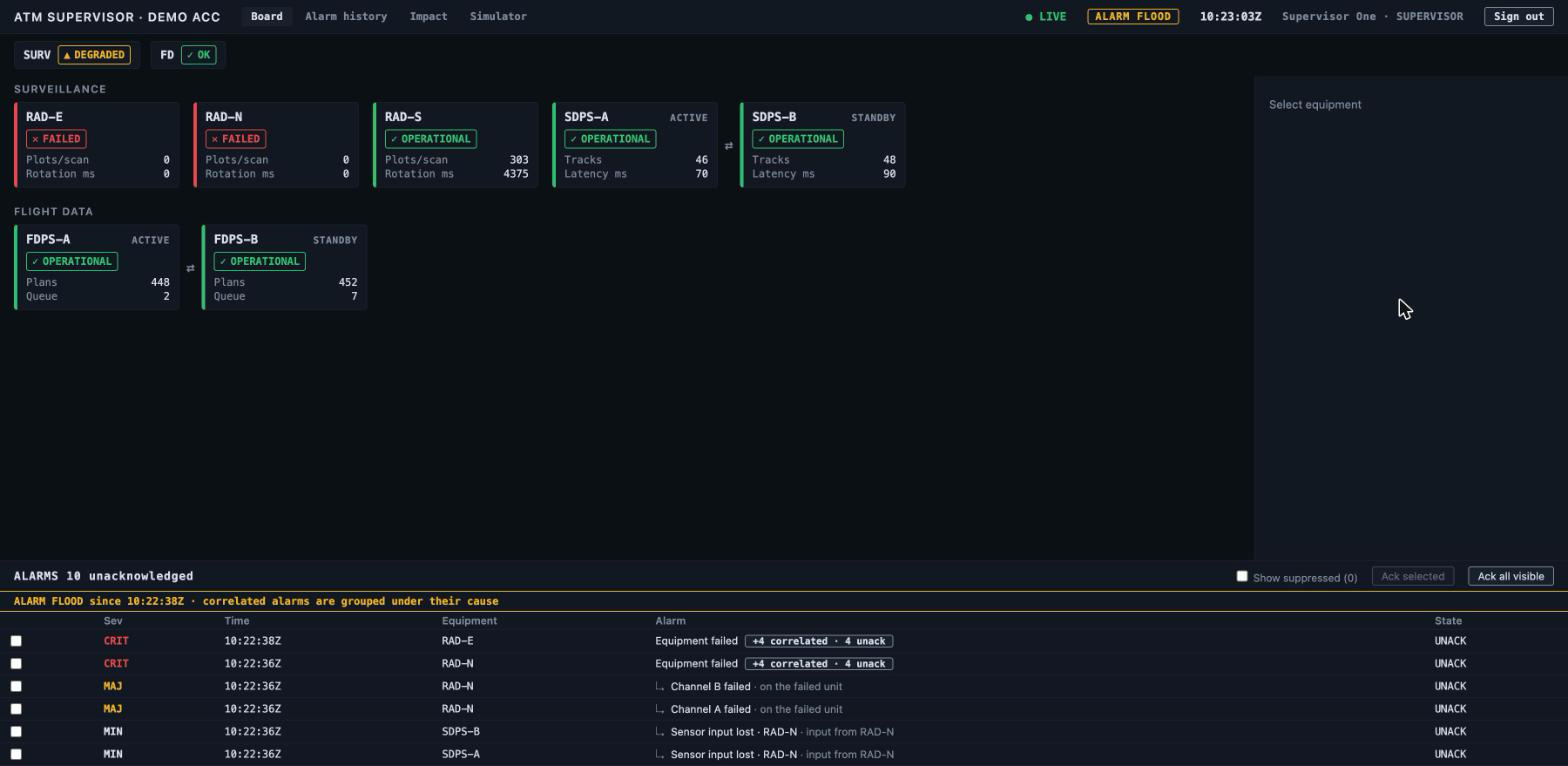 ATM SUPERVISOR · DEMO ACC Board Alarm history Impact Simulator ● LIVE ALARM FLOOD 10:23:03Z Supervisor One · SUPERVISOR Sign out
SURV ▲ DEGRADED FD ✓ OK
SURVEILLANCE
RAD-E
✕ FAILED
Plots/scan 0
Rotation ms 0
RAD-N
✕ FAILED
Plots/scan 0
Rotation ms 0
RAD-S
✓ OPERATIONAL
Plots/scan 303
Rotation ms 4375
SDPS-A ACTIVE
✓ OPERATIONAL
Tracks 46
Latency ms 70
⇄
SDPS-B STANDBY
✓ OPERATIONAL
Tracks 48
Latency ms 90
Select equipment
FLIGHT DATA
FDPS-A ACTIVE
✓ OPERATIONAL
Plans 448
Queue 2
⇄
FDPS-B STANDBY
✓ OPERATIONAL
Plans 452
Queue 7
ALARMS 10 unacknowledged Show suppressed (0) Ack selected Ack all visible
ALARM FLOOD since 10:22:38Z · correlated alarms are grouped under their cause
Sev Time Equipment Alarm State
CRIT 10:22:38Z RAD-E Equipment failed +4 correlated · 4 unack UNACK
CRIT 10:22:36Z RAD-N Equipment failed +4 correlated · 4 unack UNACK
MAJ 10:22:36Z RAD-N Channel B failed · on the failed unit UNACK
MAJ 10:22:36Z RAD-N Channel A failed · on the failed unit UNACK
MIN 10:22:36Z SDPS-B Sensor input lost · RAD-N · input from RAD-N UNACK
MIN 10:22:36Z SDPS-A Sensor input lost · RAD-N · input from RAD-N UNACK